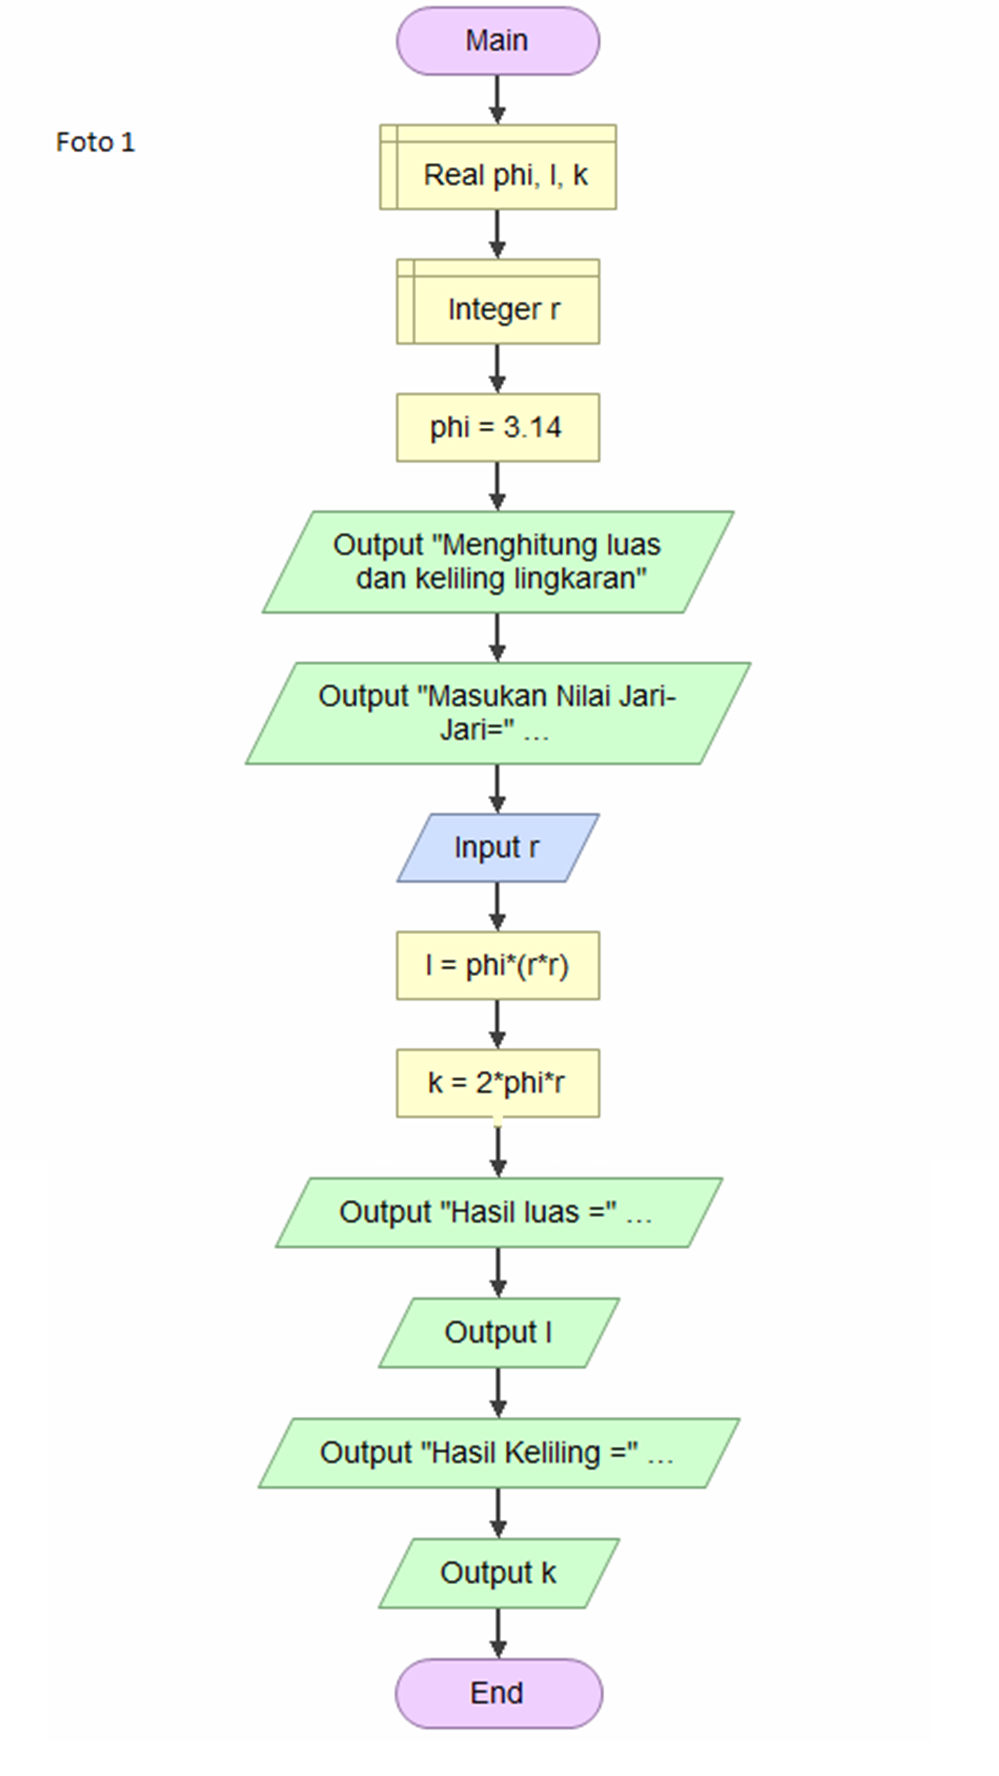 Main
Foto 1
Real phi, l, k
Integer r
phi = 3.14
Output "Menghitung luas
dan keliling lingkaran"
Output "Masukan Nilai Jari-
Jari=" ...
Input r
l = phi*(r*r)
k = 2*phi*r
Output "Hasil luas =" ...
Output l
Output "Hasil Keliling =" ...
Output k
End